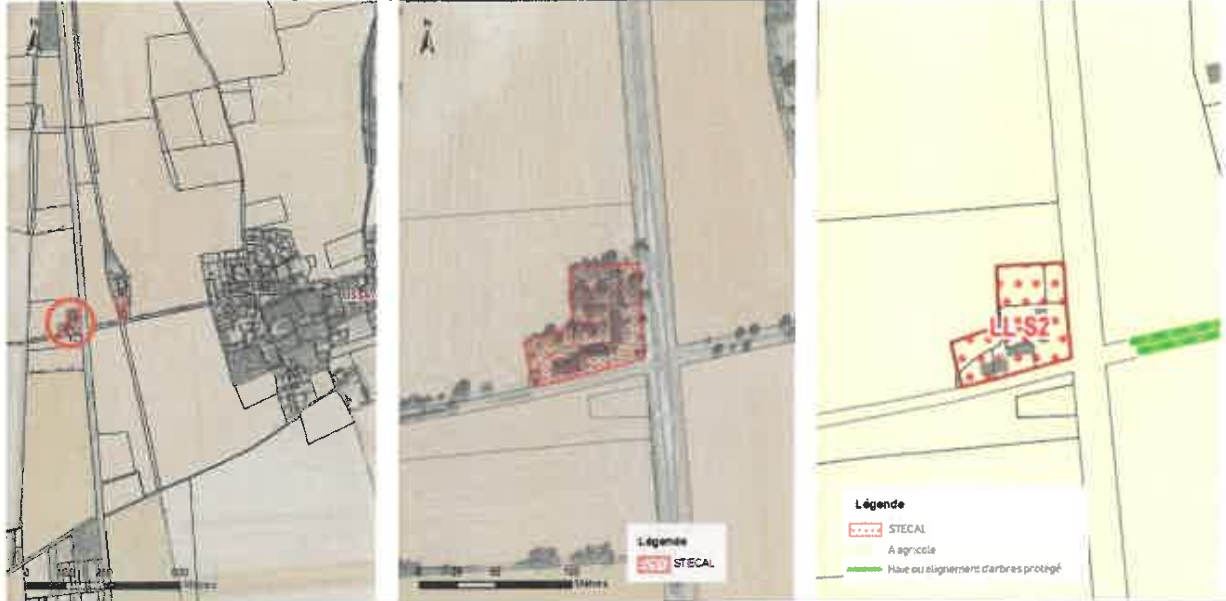 N
Mètres
N
Mètres
Légende
STECAL
LL-S2
Légende
STECAL
A agricole
Haie ou alignement d'arbres protégé